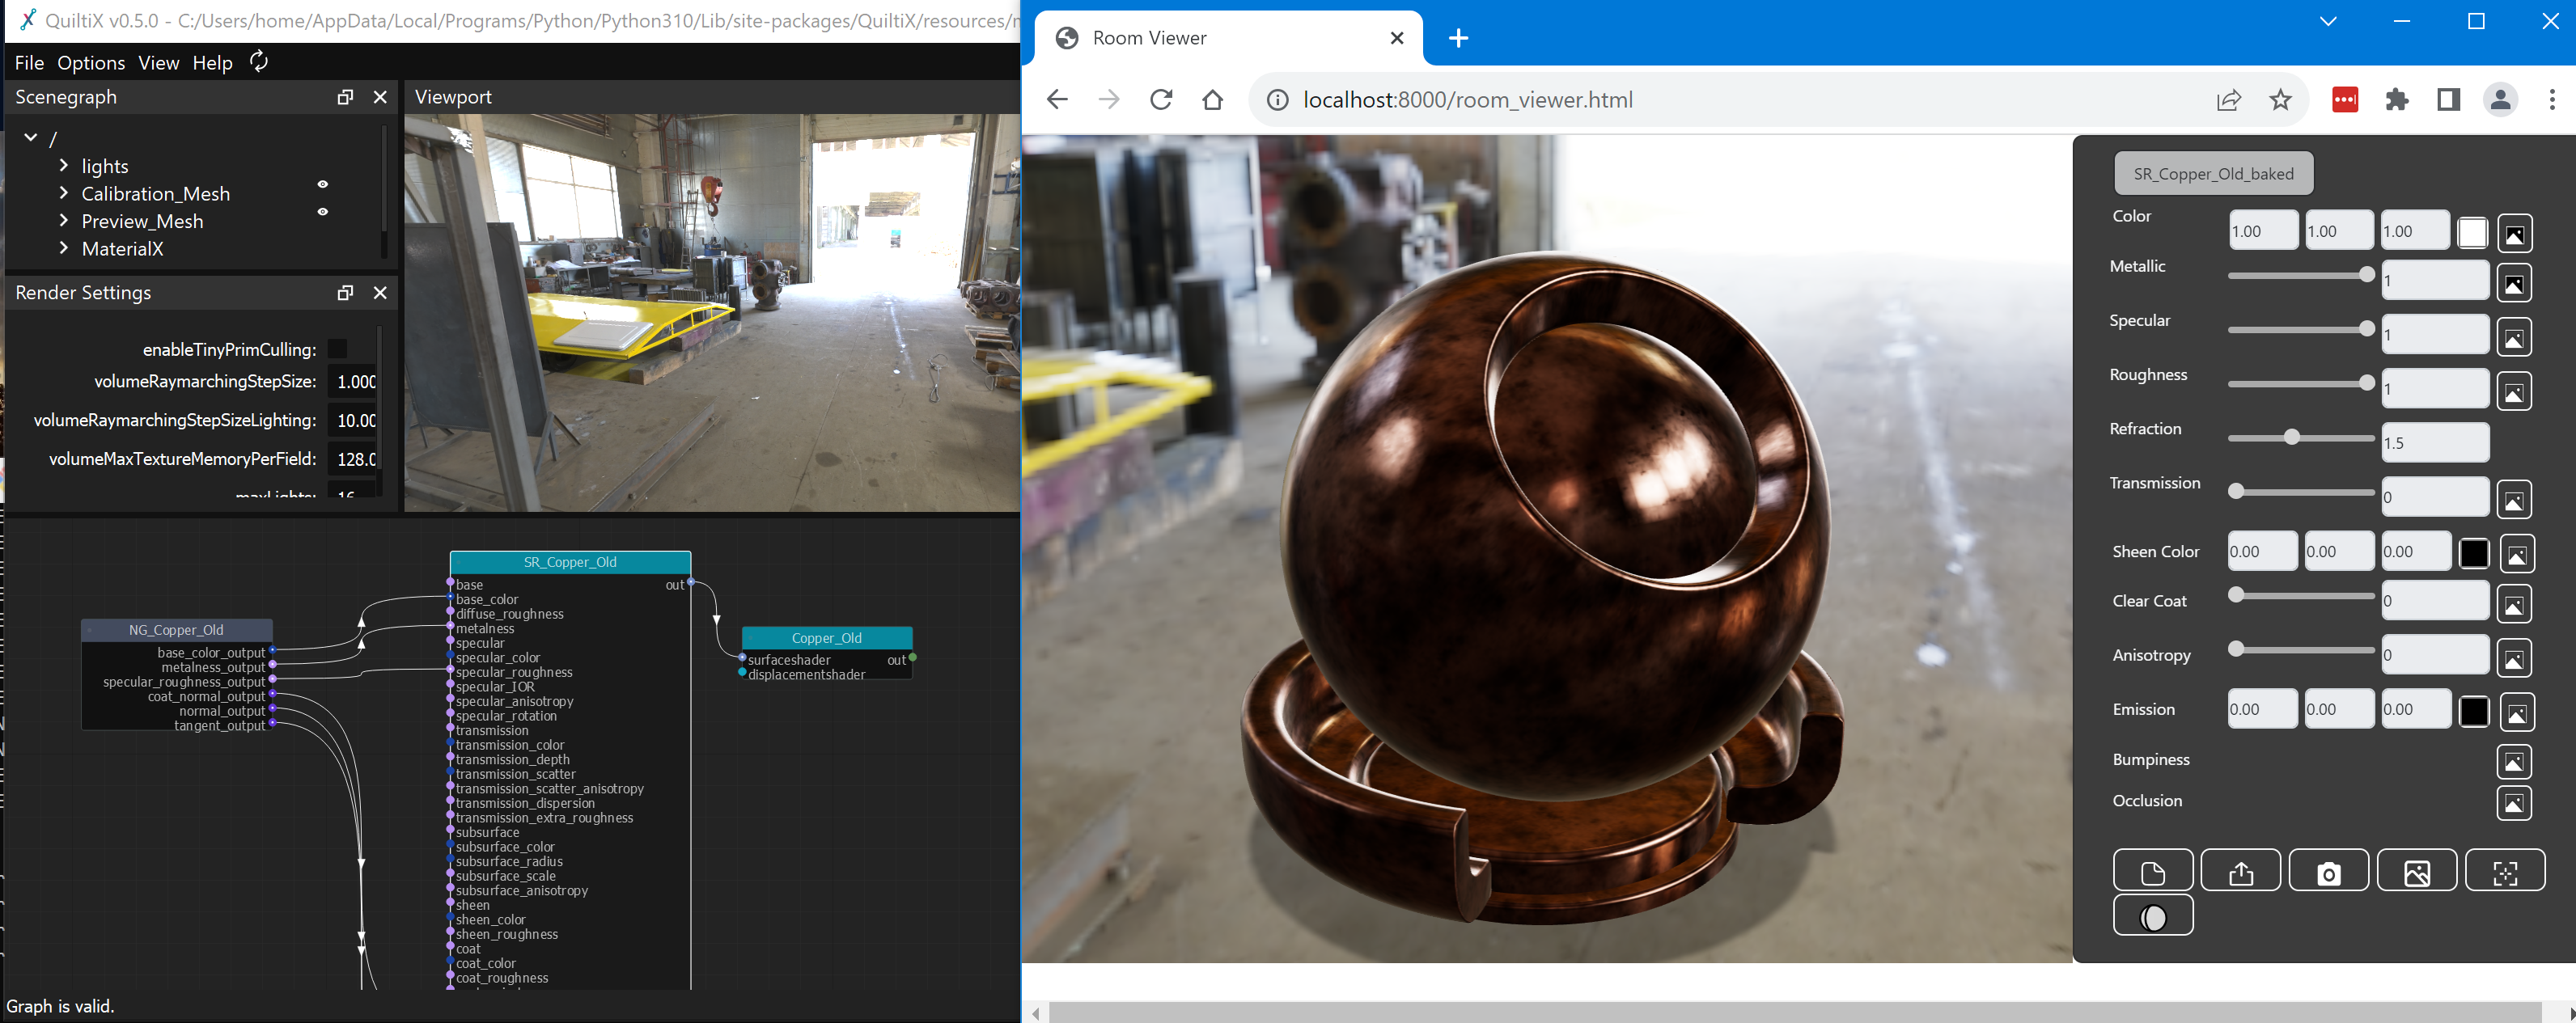 QuiltiX v0.5.0 - C:/Users/home/AppData/Local/Programs/Python/Python310/Lib/site-packages/QuiltiX/resources/
File Options View Help
Scenegraph
/
lights
Calibration_Mesh
Preview_Mesh
MaterialX
Render Settings
enableTinyPrimCulling:
volumeRaymarchingStepSize: 1.000
volumeRaymarchingStepSizeLighting: 10.00
volumeMaxTextureMemoryPerField: 128.0
maxLights: 16
Viewport
NG_Copper_Old
base_color_output
metalness_output
specular_roughness_output
coat_normal_output
normal_output
tangent_output
SR_Copper_Old
base out
base_color
diffuse_roughness
metalness
specular
specular_color
specular_roughness
specular_IOR
specular_anisotropy
specular_rotation
transmission
transmission_color
transmission_depth
transmission_scatter
transmission_scatter_anisotropy
transmission_dispersion
transmission_extra_roughness
subsurface
subsurface_color
subsurface_radius
subsurface_scale
subsurface_anisotropy
sheen
sheen_color
sheen_roughness
coat
coat_color
coat_roughness
Copper_Old
surfaceshader out
displacementshader
Graph is valid.
Room Viewer
localhost:8000/room_viewer.html
SR_Copper_Old_baked
Color 1.00 1.00 1.00
Metallic 1
Specular 1
Roughness 1
Refraction 1.5
Transmission 0
Sheen Color 0.00 0.00 0.00
Clear Coat 0
Anisotropy 0
Emission 0.00 0.00 0.00
Bumpiness
Occlusion